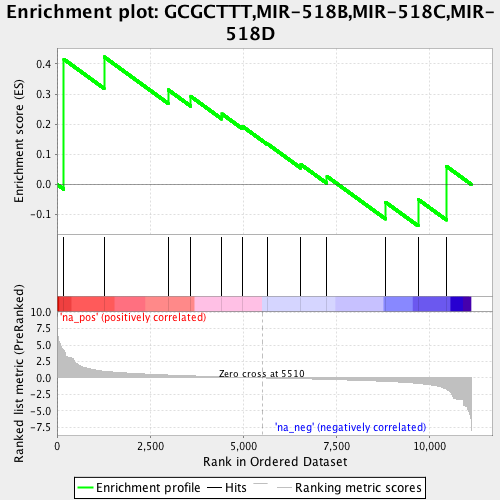 Enrichment plot: GCGCTTT,MIR-518B,MIR-518C,MIR-
518D
Enrichment score (ES)
0.4
0.3
0.2
0.1
0.0
-0.1
Ranked list metric (PreRanked)
10.0
7.5
5.0
2.5
0.0
-2.5
-5.0
-7.5
'na_pos' (positively correlated)
Zero cross at 5510
'na_neg' (negatively correlated)
0
2,500
5,000
7,500
10,000
Rank in Ordered Dataset
Enrichment profile
Hits
Ranking metric scores